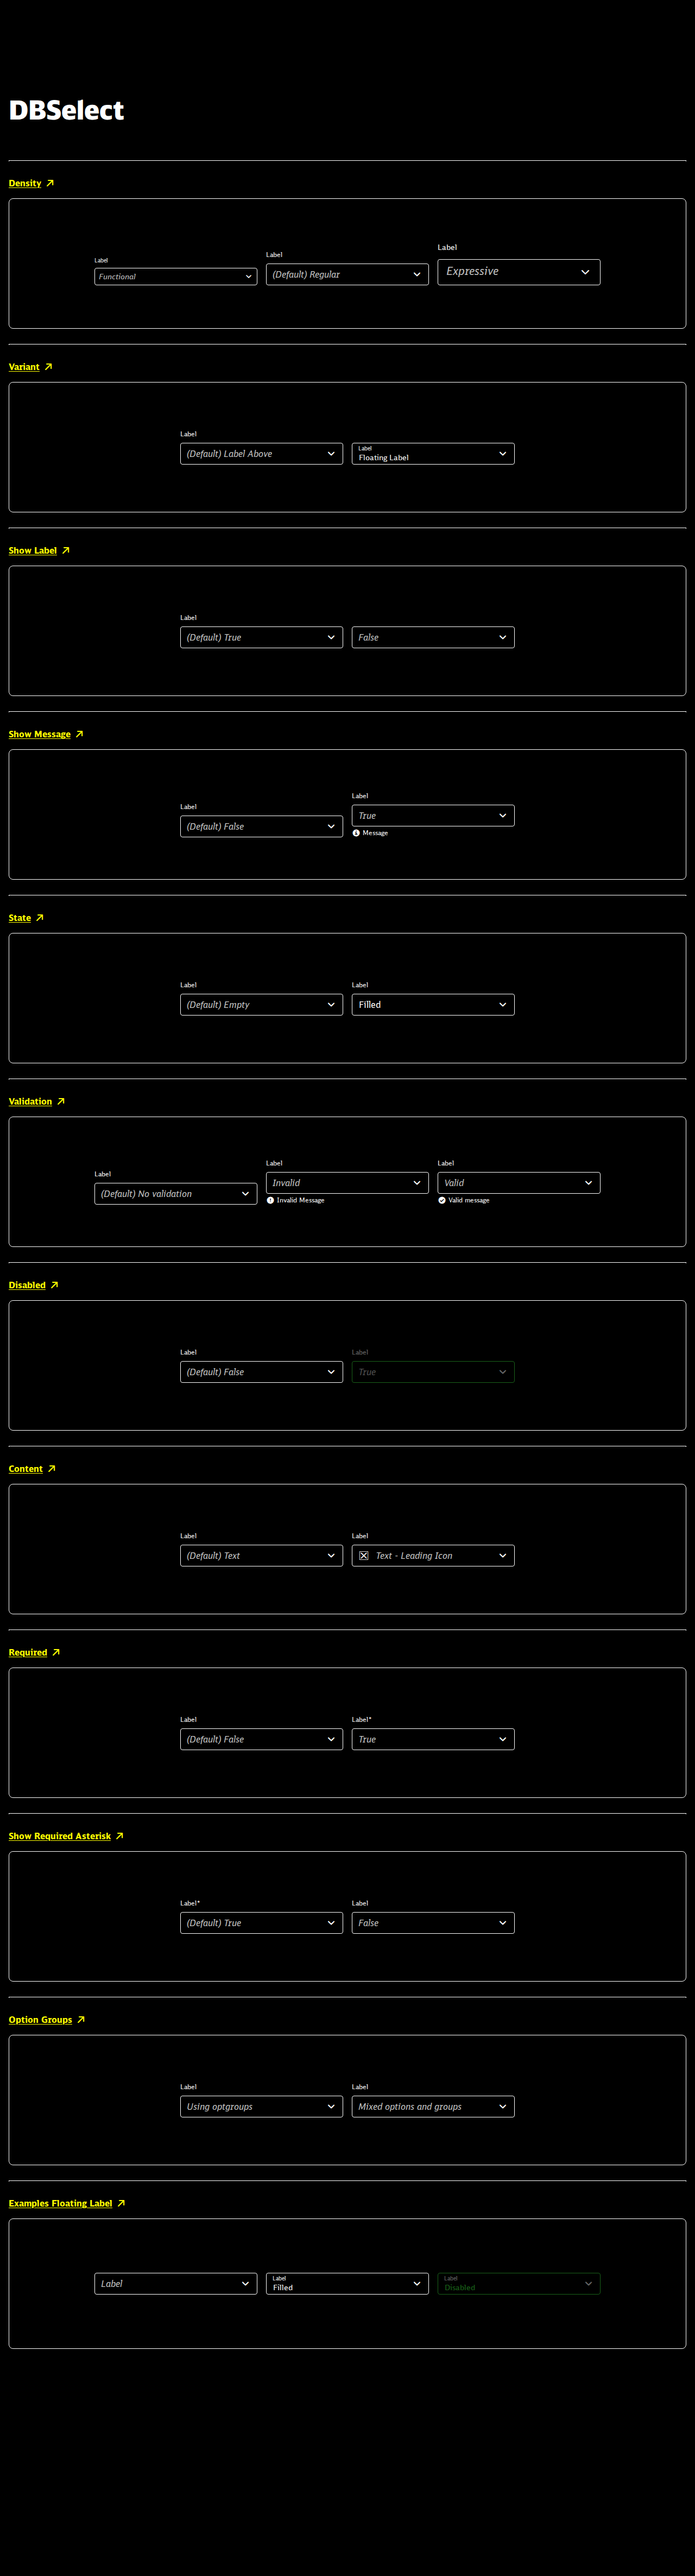 DBSelect
Density
Label
Label
Label
Functional
(Default) Regular
Expressive
Variant
Label
(Default) Label Above
Label
Floating Label
Show Label
Label
(Default) True
False
Show Message
Label
(Default) False
Label
True
Message
State
Label
Label
(Default) Empty
Filled
Validation
Label
(Default) No validation
Label
Invalid
Invalid Message
Label
Valid
Valid message
Disabled
Label
Label
(Default) False
True
Content
Label
Label
(Default) Text
Text - Leading Icon
Required
Label
Label*
(Default) False
True
Show Required Asterisk
Label*
Label
(Default) True
False
Option Groups
Label
Label
Using optgroups
Mixed options and groups
Examples Floating Label
Label
Label
Filled
Label
Disabled